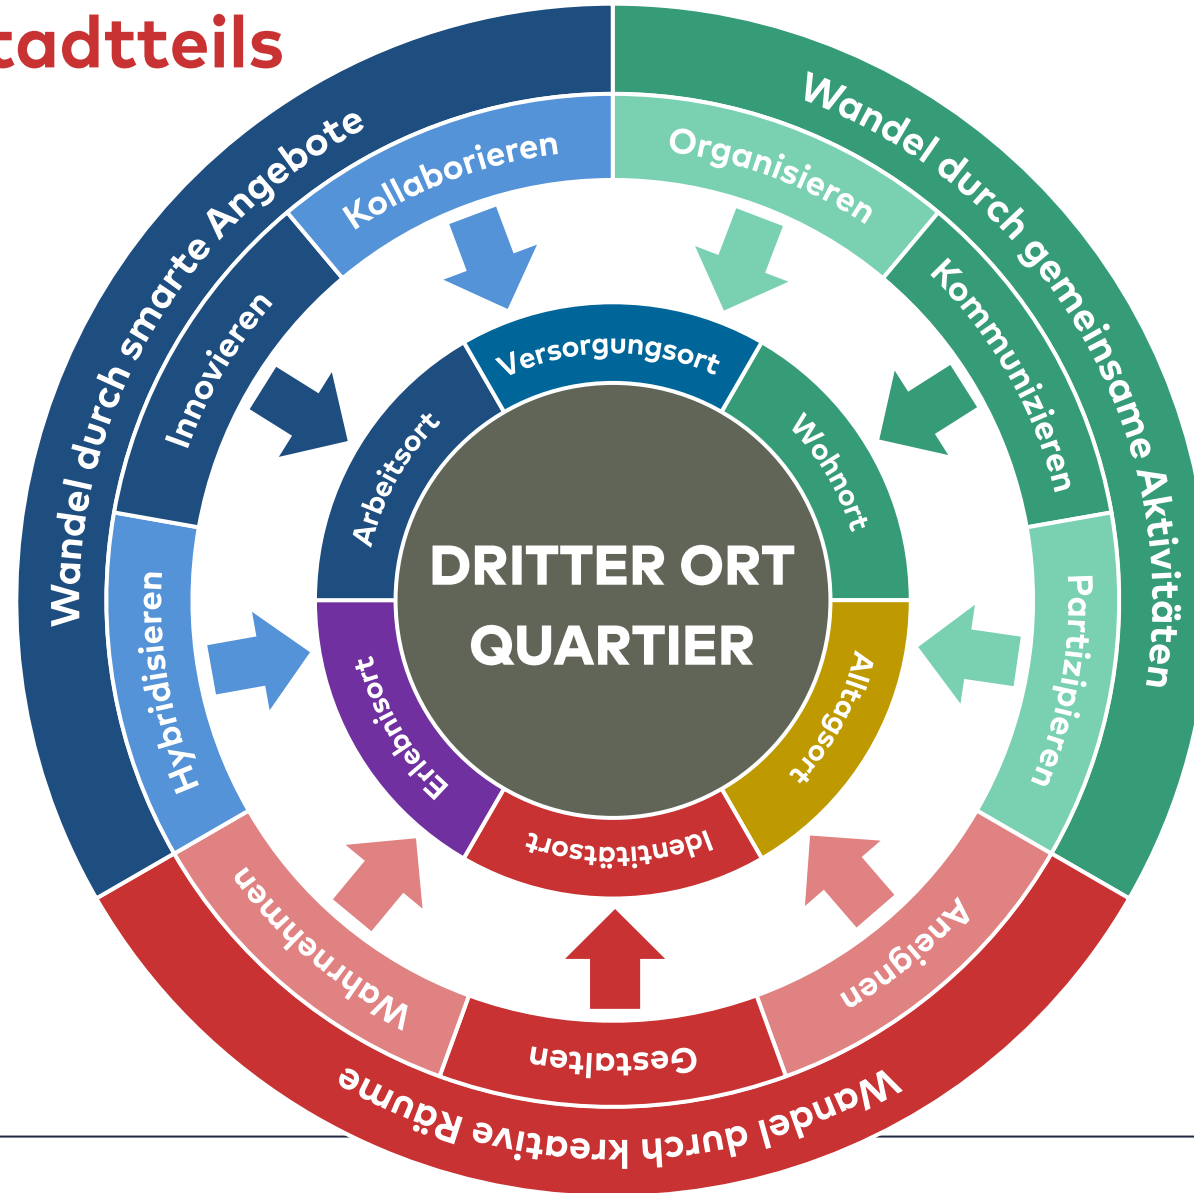 tadtteils
Wandel durch smarte Angebote
Wandel durch gemeinsame Aktivitäten
Wandel durch kreative Räume
Kollaborieren
Organisieren
Innovieren
Kommunizieren
Hybridisieren
Partizipieren
Wahrnehmen
Aneignen
Gestalten
Versorgungsort
Arbeitsort
Wohnort
Erlebnisort
Alltagsort
Identitätsort
DRITTER ORT
QUARTIER